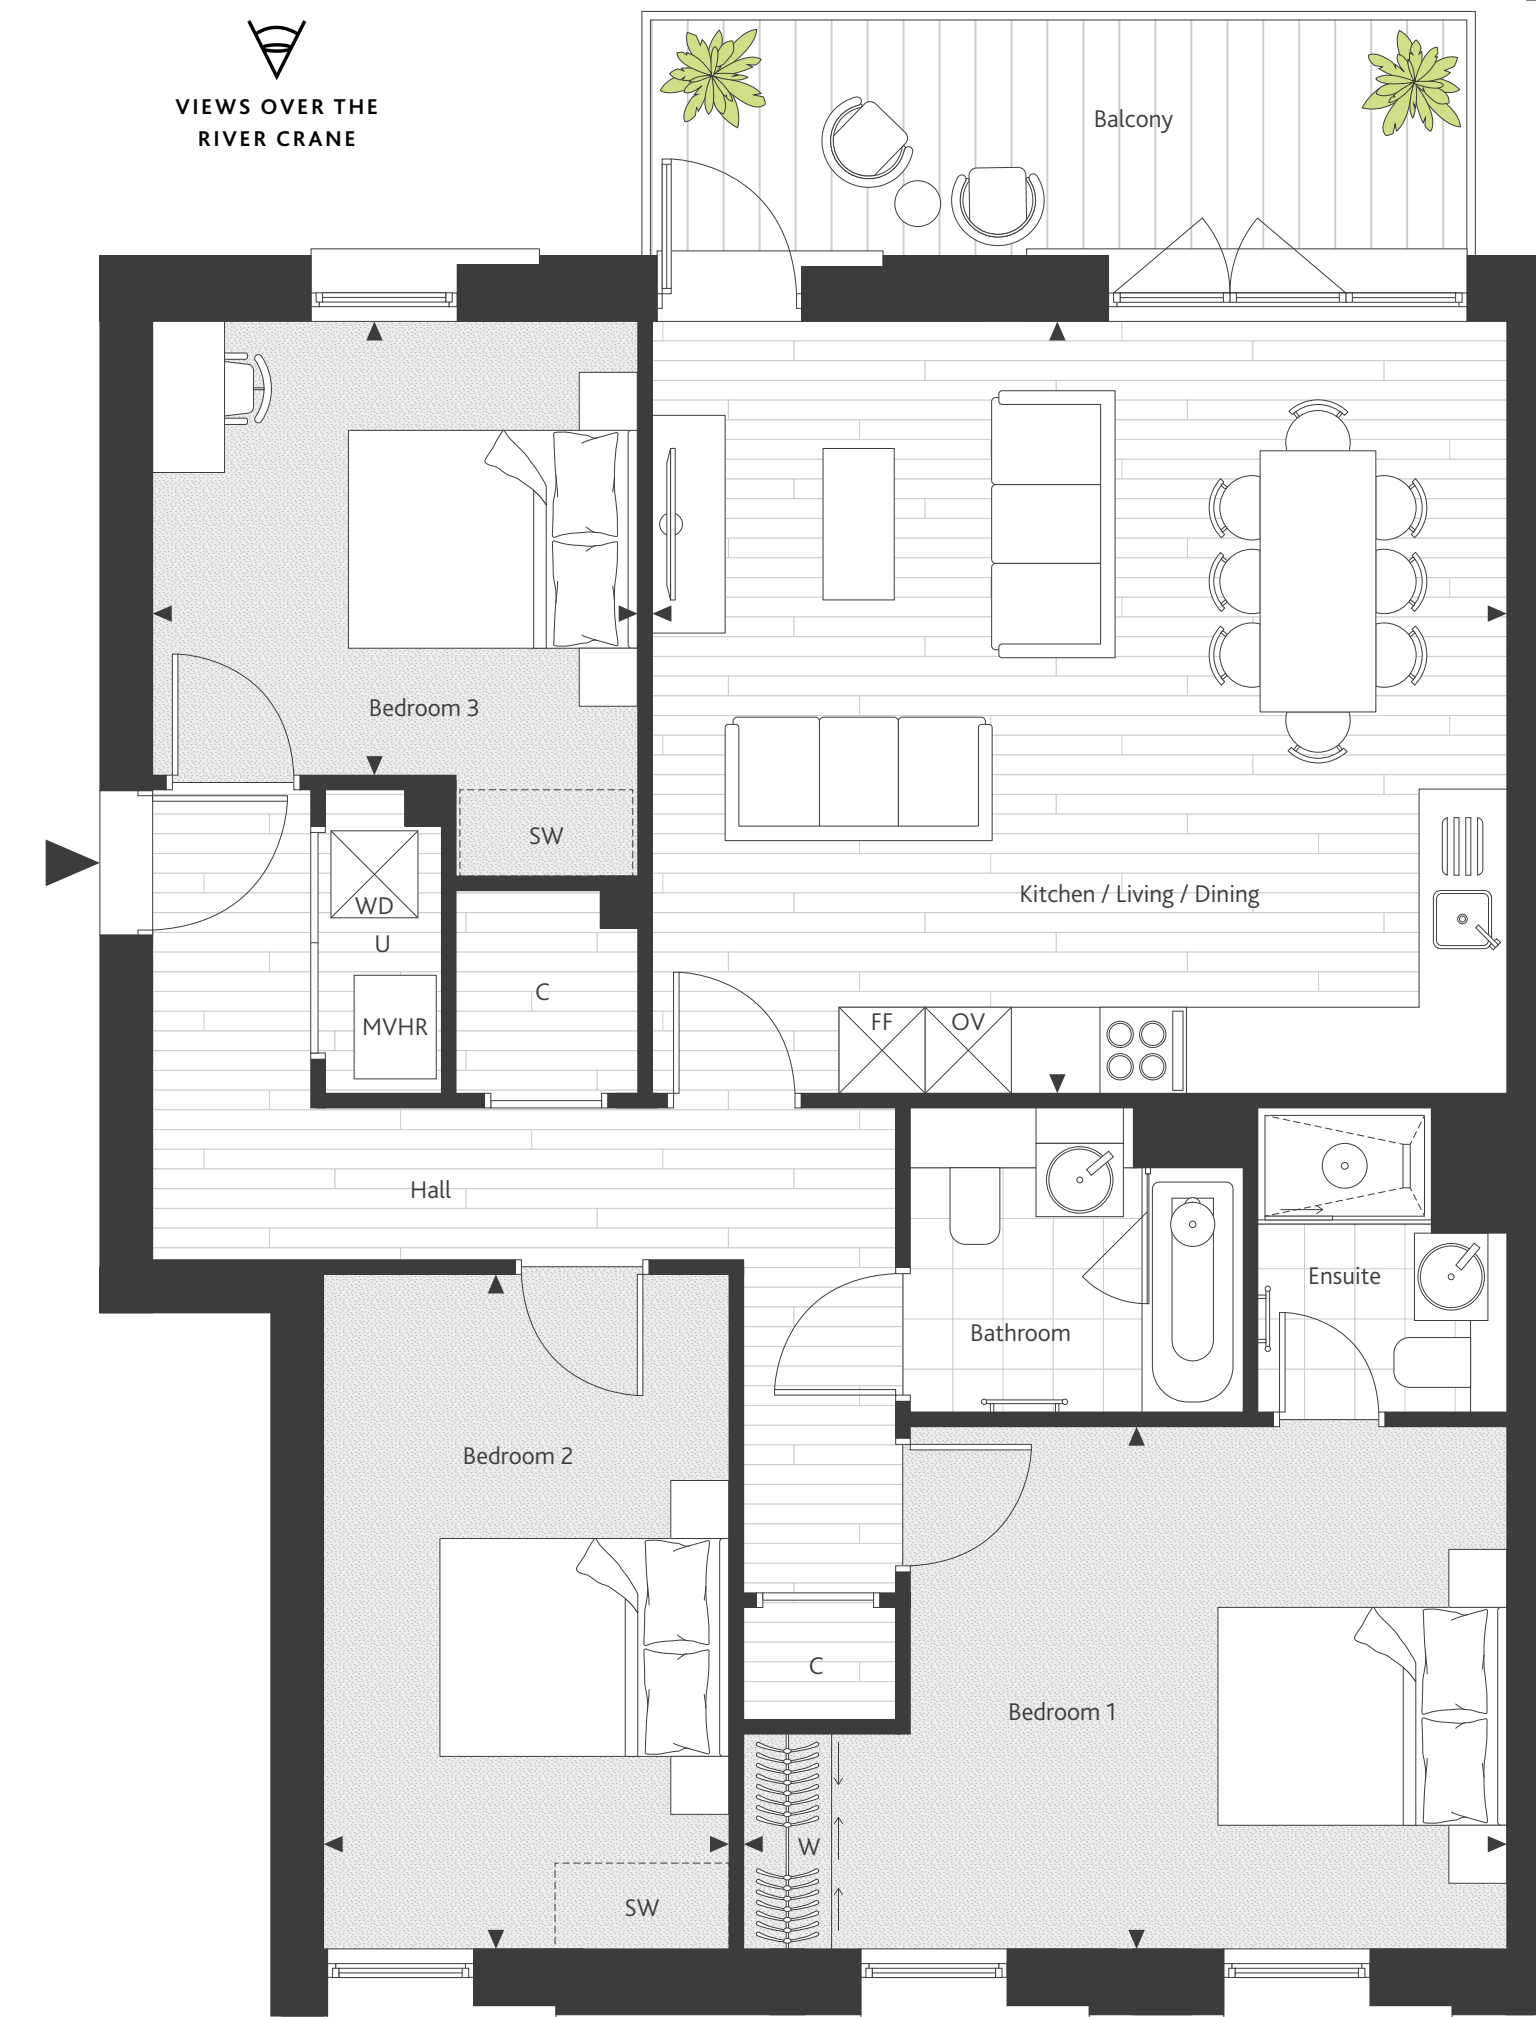 VIEWS OVER THE
RIVER CRANE
Balcony
Bedroom 3
SW
WD
U
MVHR
C
Kitchen / Living / Dining
FF
OV
Hall
Bathroom
Ensuite
Bedroom 2
C
Bedroom 1
W
SW